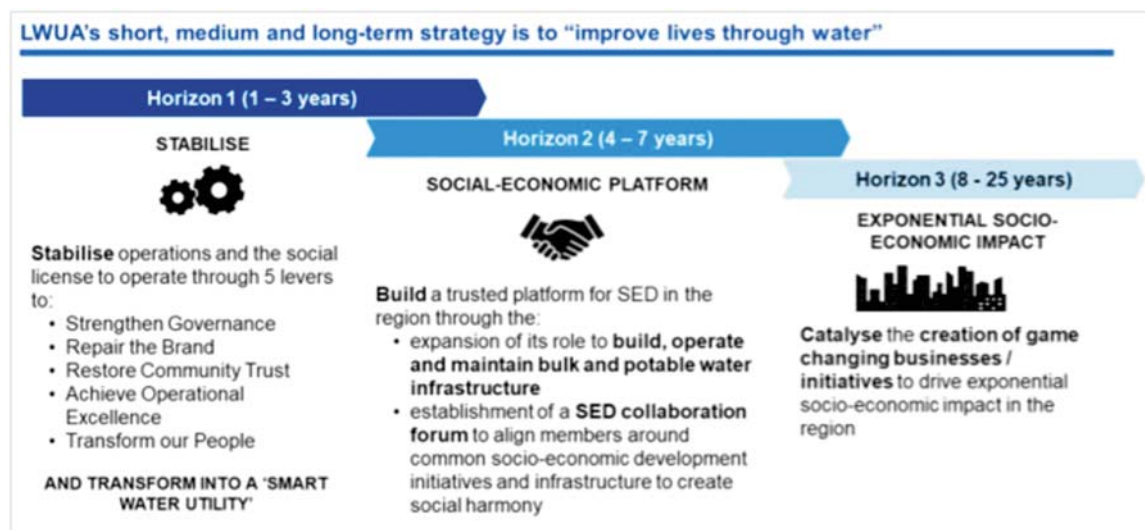 LWUA's short, medium and long-term strategy is to "improve lives through water"
Horizon 1 (1 – 3 years)
STABILISE
Stabilise operations and the social
license to operate through 5 levers
to:
• Strengthen Governance
• Repair the Brand
• Restore Community Trust
• Achieve Operational
Excellence
• Transform our People
AND TRANSFORM INTO A 'SMART
WATER UTILITY'
Horizon 2 (4 – 7 years)
SOCIAL-ECONOMIC PLATFORM
Build a trusted platform for SED in the
region through the:
• expansion of its role to build, operate
and maintain bulk and potable water
infrastructure
• establishment of a SED collaboration
forum to align members around
common socio-economic development
initiatives and infrastructure to create
social harmony
Horizon 3 (8 - 25 years)
EXPONENTIAL SOCIO-
ECONOMIC IMPACT
Catalyse the creation of game
changing businesses /
initiatives to drive exponential
socio-economic impact in the
region